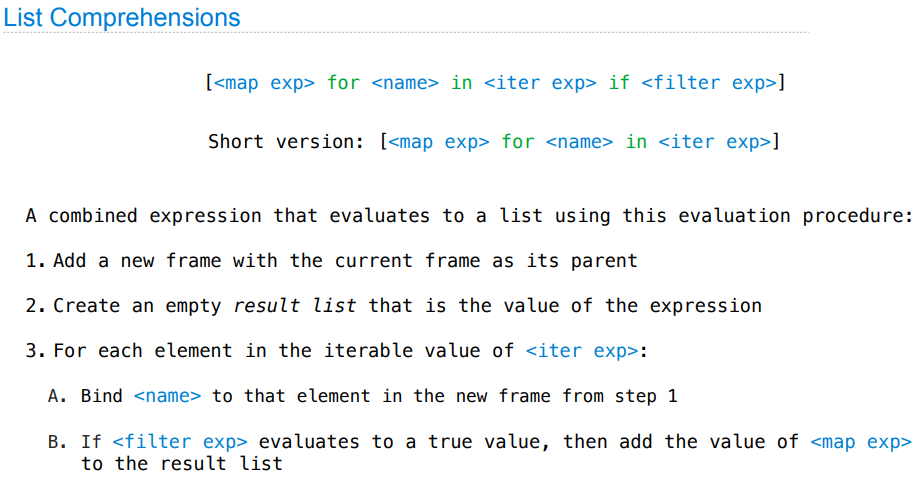 List Comprehensions
[<map exp> for <name> in <iter exp> if <filter exp>]
Short version: [<map exp> for <name> in <iter exp>]
A combined expression that evaluates to a list using this evaluation procedure:
1. Add a new frame with the current frame as its parent
2. Create an empty result list that is the value of the expression
3. For each element in the iterable value of <iter exp>:
A. Bind <name> to that element in the new frame from step 1
B. If <filter exp> evaluates to a true value, then add the value of <map exp>
to the result list